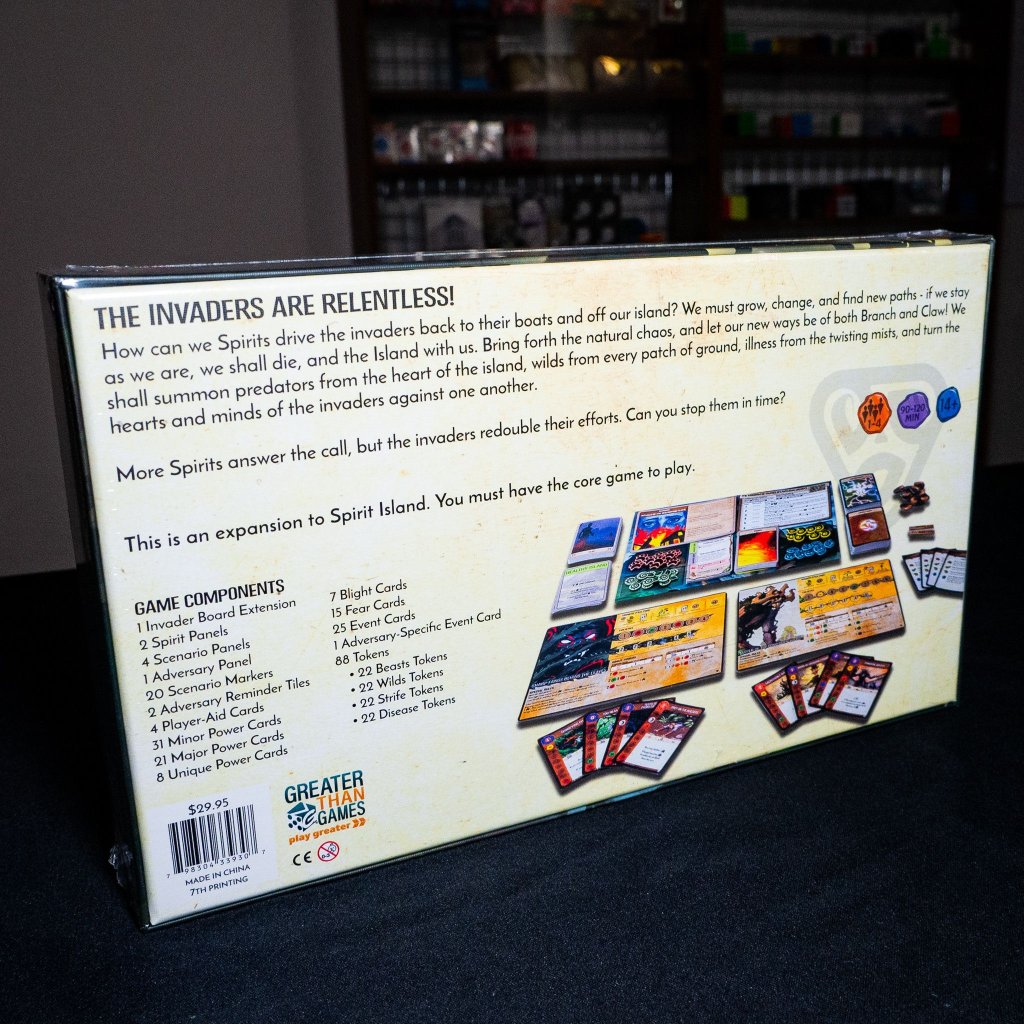 THE INVADERS ARE RELENTLESS!
How can we Spirits drive the invaders back to their boats and off our island? We must grow, change, and find new paths - if we stay
as we are, we shall die, and the Island with us. Bring forth the natural chaos, and let our new ways be of both Branch and Claw! We
shall summon predators from the heart of the island, wilds from every patch of ground, illness from the twisting mists, and turn the
hearts and minds of the invaders against one another.
More Spirits answer the call, but the invaders redouble their efforts. Can you stop them in time?
1-4
90-120
MIN
14+
This is an expansion to Spirit Island. You must have the core game to play.
GAME COMPONENTS
1 Invader Board Extension
2 Spirit Panels
4 Scenario Panels
1 Adversary Panel
20 Scenario Markers
2 Adversary Reminder Tiles
4 Player-Aid Cards
31 Minor Power Cards
21 Major Power Cards
8 Unique Power Cards
7 Blight Cards
15 Fear Cards
25 Event Cards
1 Adversary-Specific Event Card
88 Tokens
• 22 Beasts Tokens
• 22 Wilds Tokens
• 22 Strife Tokens
• 22 Disease Tokens
HEALTHY ISLAND
$29.95
7 98304 33930 7
MADE IN CHINA
7TH PRINTING
GREATER
THAN
GAMES
play greater
CE
0-3